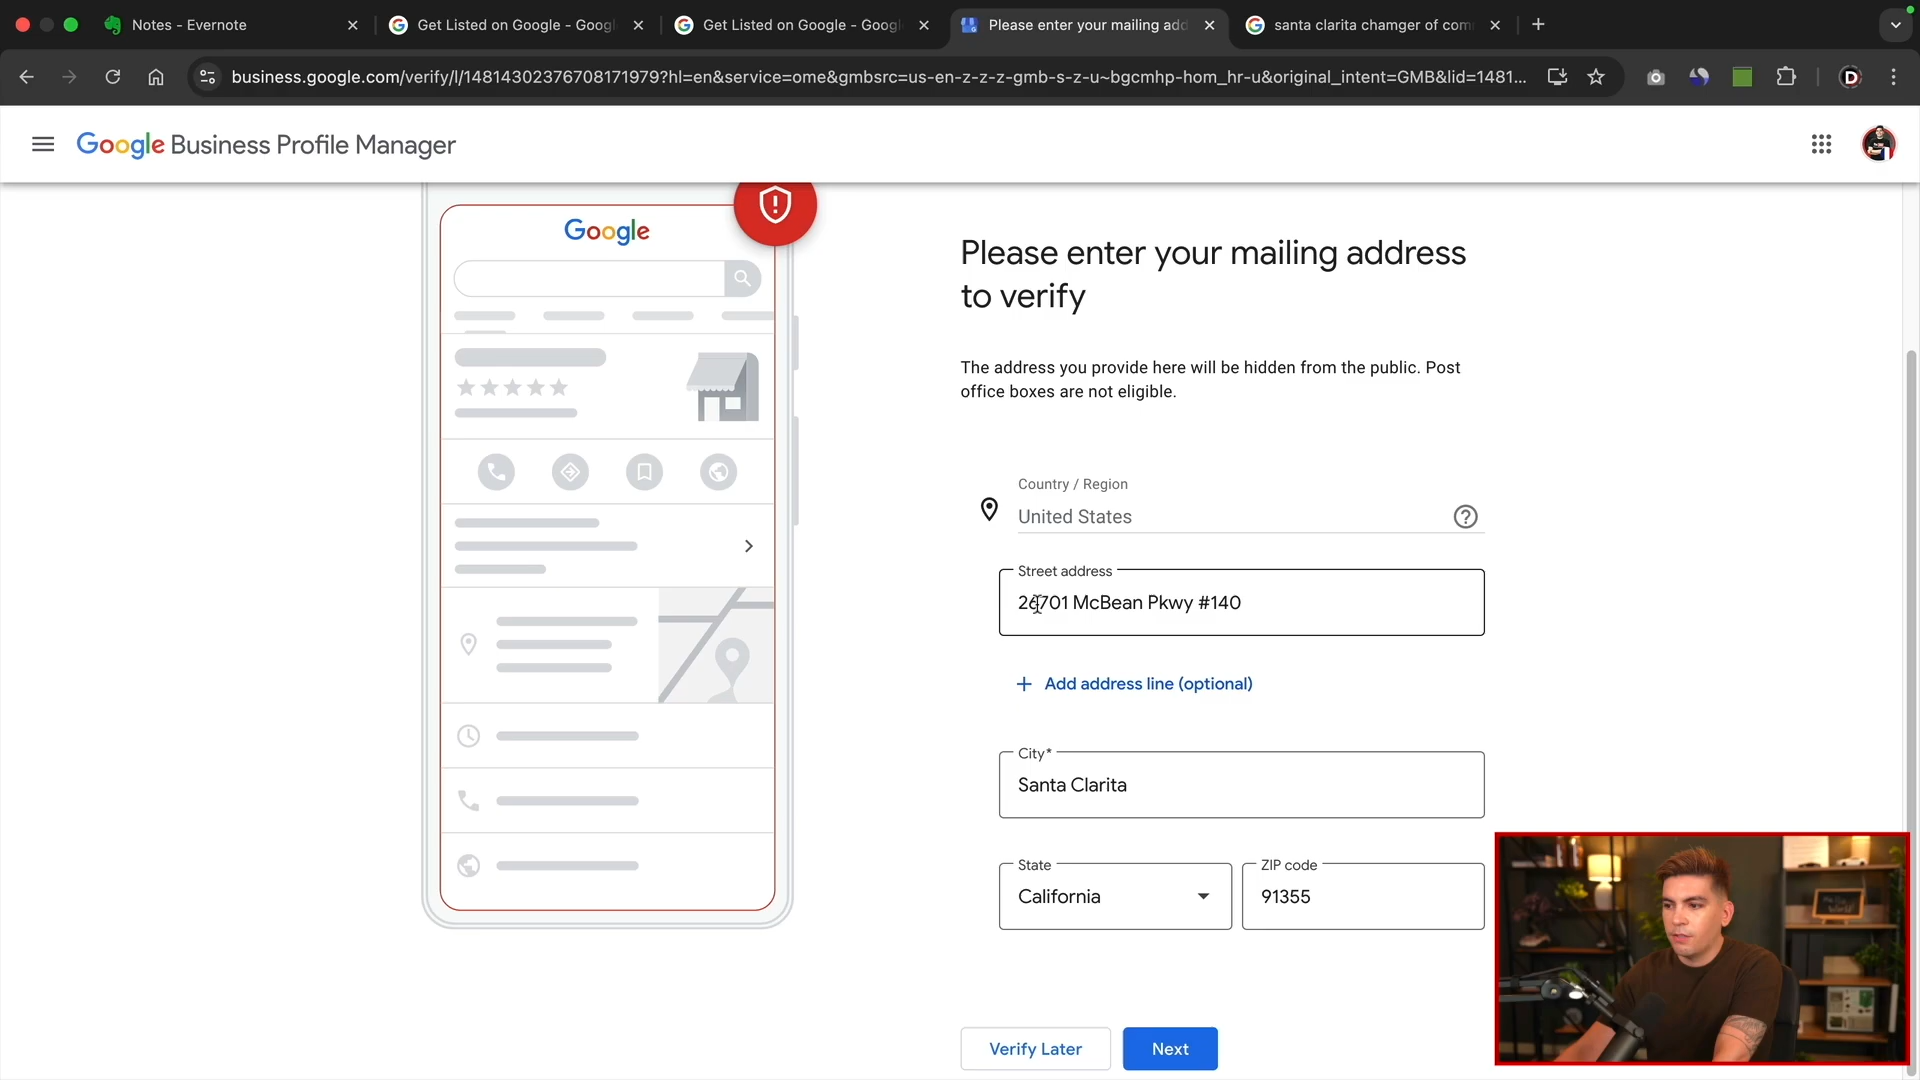 Notes - Evernote
Get Listed on Google - Goog
Get Listed on Google - Goog
Please enter your mailing add
santa clarita chamger of com
business.google.com/verify/l/14814302376708171979?hl=en&service=ome&gmbsrc=us-en-z-z-z-gmb-s-z-u~bgcmhp-hom_hr-u&original_intent=GMB&lid=1481...
D
Google Business Profile Manager
Google
Please enter your mailing address
to verify
The address you provide here will be hidden from the public. Post
office boxes are not eligible.
Country / Region
United States
Street address
26701 McBean Pkwy #140
+ Add address line (optional)
City*
Santa Clarita
State
California
ZIP code
91355
Verify Later
Next